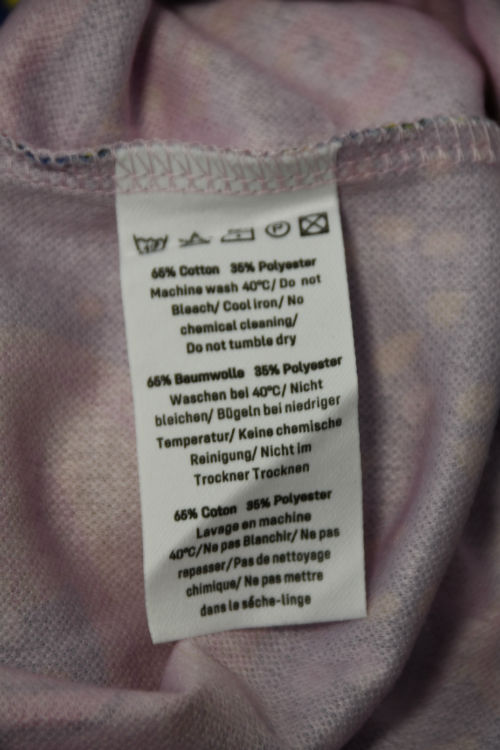 65% Cotton 35% Polyester
Machine wash 40°C/ Do not
Bleach/ Cool iron/ No
chemical cleaning/
Do not tumble dry
65% Baumwolle 35% Polyester
Waschen bei 40°C/ Nicht
bleichen/ Bügeln bei niedriger
Temperatur/ Keine chemische
Reinigung/ Nicht im
Trockner Trocknen
65% Coton 35% Polyester
Lavage en machine
40°C/Ne pas Blanchir/ Ne pas
repasser/Pas de nettoyage
chimique/ Ne pas mettre
dans le séche-linge